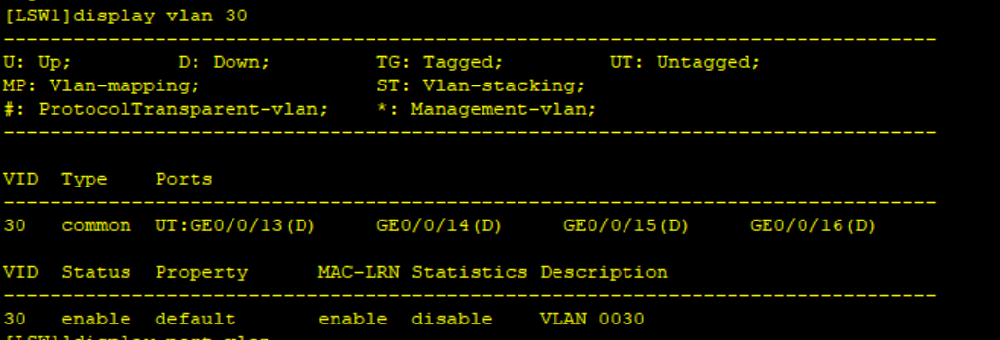 [LSW1]display vlan 30
--------------------------------------------------------------------------------
U: Up; D: Down; TG: Tagged; UT: Untagged;
MP: Vlan-mapping; ST: Vlan-stacking;
#: ProtocolTransparent-vlan; *: Management-vlan;
--------------------------------------------------------------------------------
VID Type Ports
--------------------------------------------------------------------------------
30 common UT:GE0/0/13(D) GE0/0/14(D) GE0/0/15(D) GE0/0/16(D)
VID Status Property MAC-LRN Statistics Description
--------------------------------------------------------------------------------
30 enable default enable disable VLAN 0030
[LSW1]display port vlan